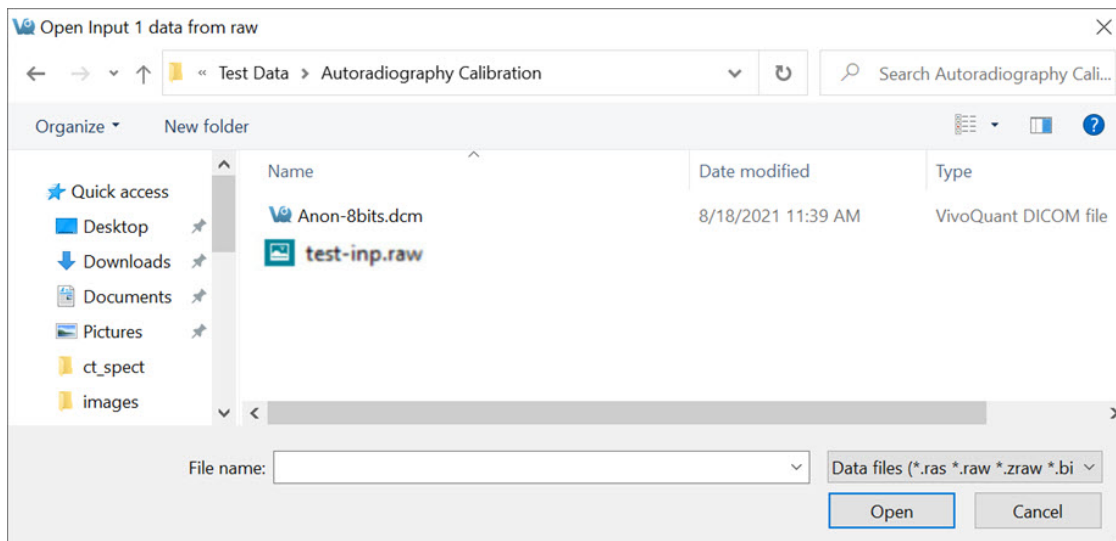 Open Input 1 data from raw
« Test Data > Autoradiography Calibration
Search Autoradiography Cali...
Organize
New folder
Name
Date modified
Type
Quick access
Desktop
Downloads
Documents
Pictures
ct_spect
images
Anon-8bits.dcm
8/18/2021 11:39 AM
VivoQuant DICOM file
test-inp.raw
File name:
Data files (*.ras *.raw *.zraw *.bi
Open
Cancel